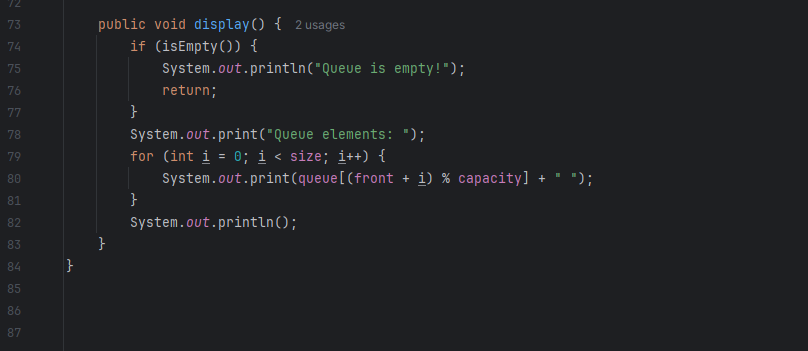 72
73 public void display() { 2 usages
74 if (isEmpty()) {
75 System.out.println("Queue is empty!");
76 return;
77 }
78 System.out.print("Queue elements: ");
79 for (int i = 0; i < size; i++) {
80 System.out.print(queue[(front + i) % capacity] + " ");
81 }
82 System.out.println();
83 }
84 }
85
86
87